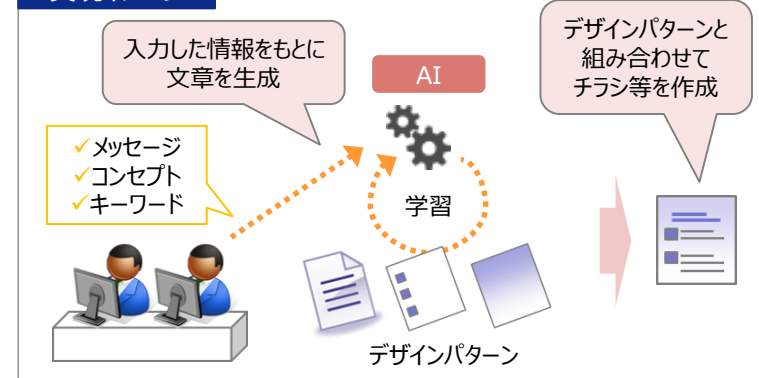 入力した情報をもとに
文章を生成
AI
デザインパターンと
組み合わせて
チラシ等を作成
✓メッセージ
✓コンセプト
✓キーワード
学習
デザインパターン